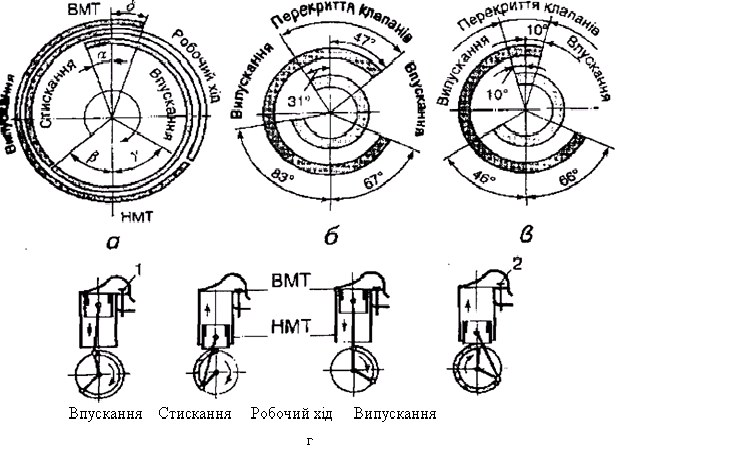 ВМТ
δ
α
β
γ
Випускання
Стискання
Впускання
Робочий хід
НМТ
а
Перекриття клапанів
47°
Випускання
Впускання
31°
83°
67°
б
Перекриття клапанів
10°
Випускання
Впускання
10°
46°
66°
в
1
ВМТ
НМТ
2
Впускання Стискання Робочий хід Випускання
г